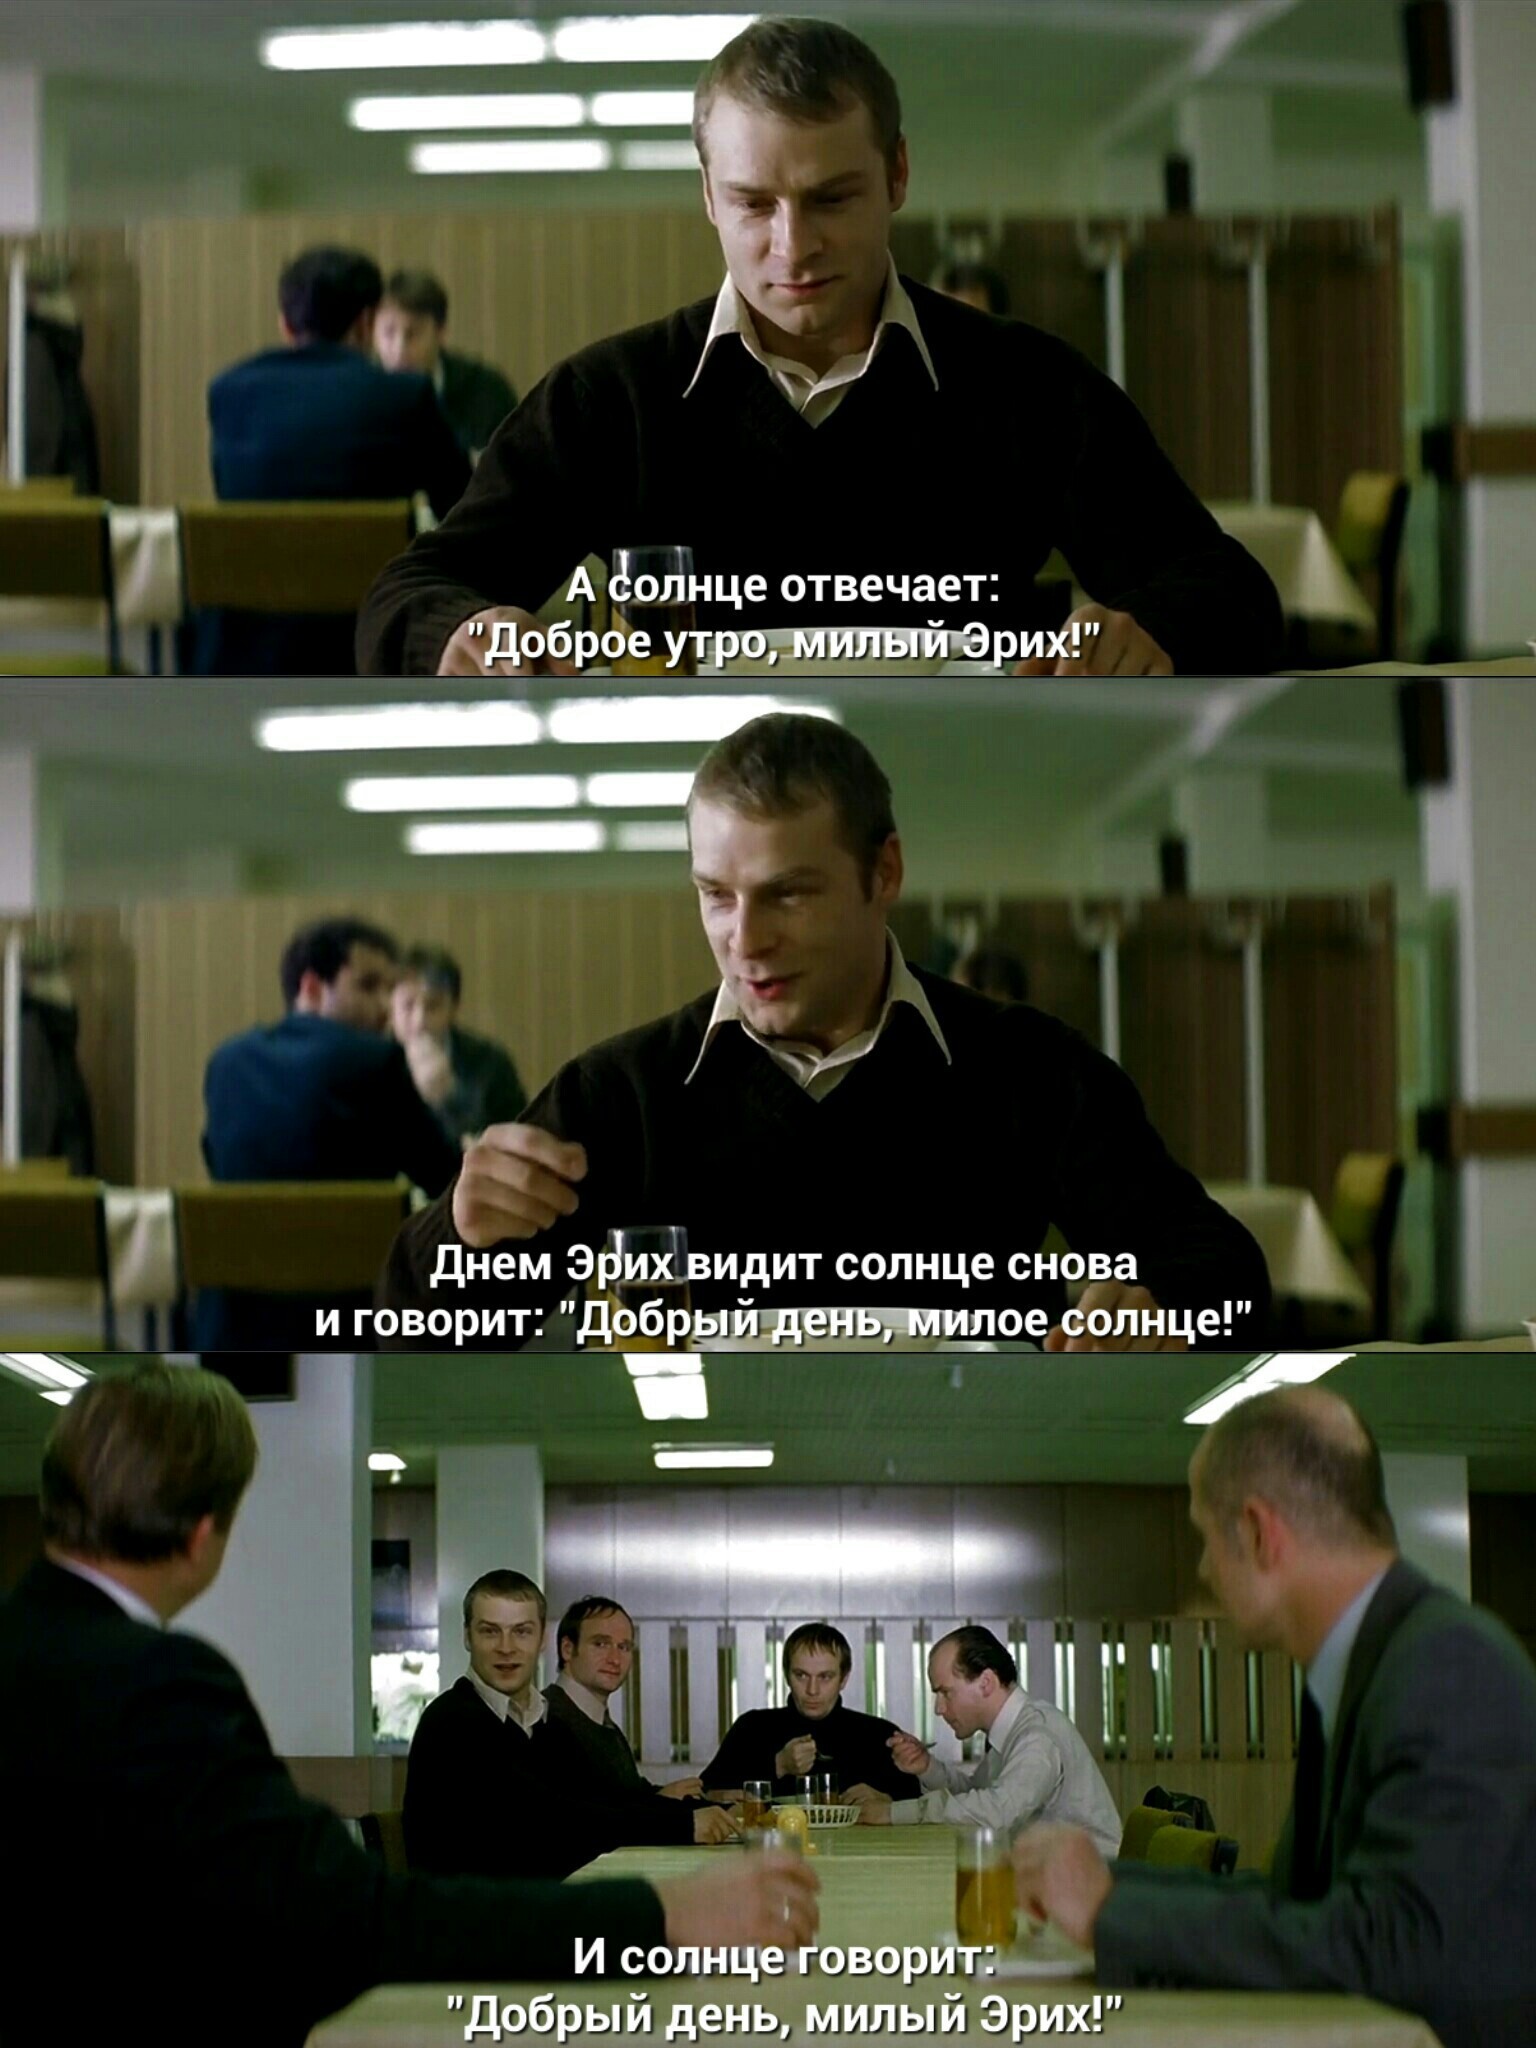 А солнце отвечает:
"Доброе утро, милый Эрих!"
Днем Эрих видит солнце снова
и говорит: "Добрый день, милое солнце!"
И солнце говорит:
"Добрый день, милый Эрих!"